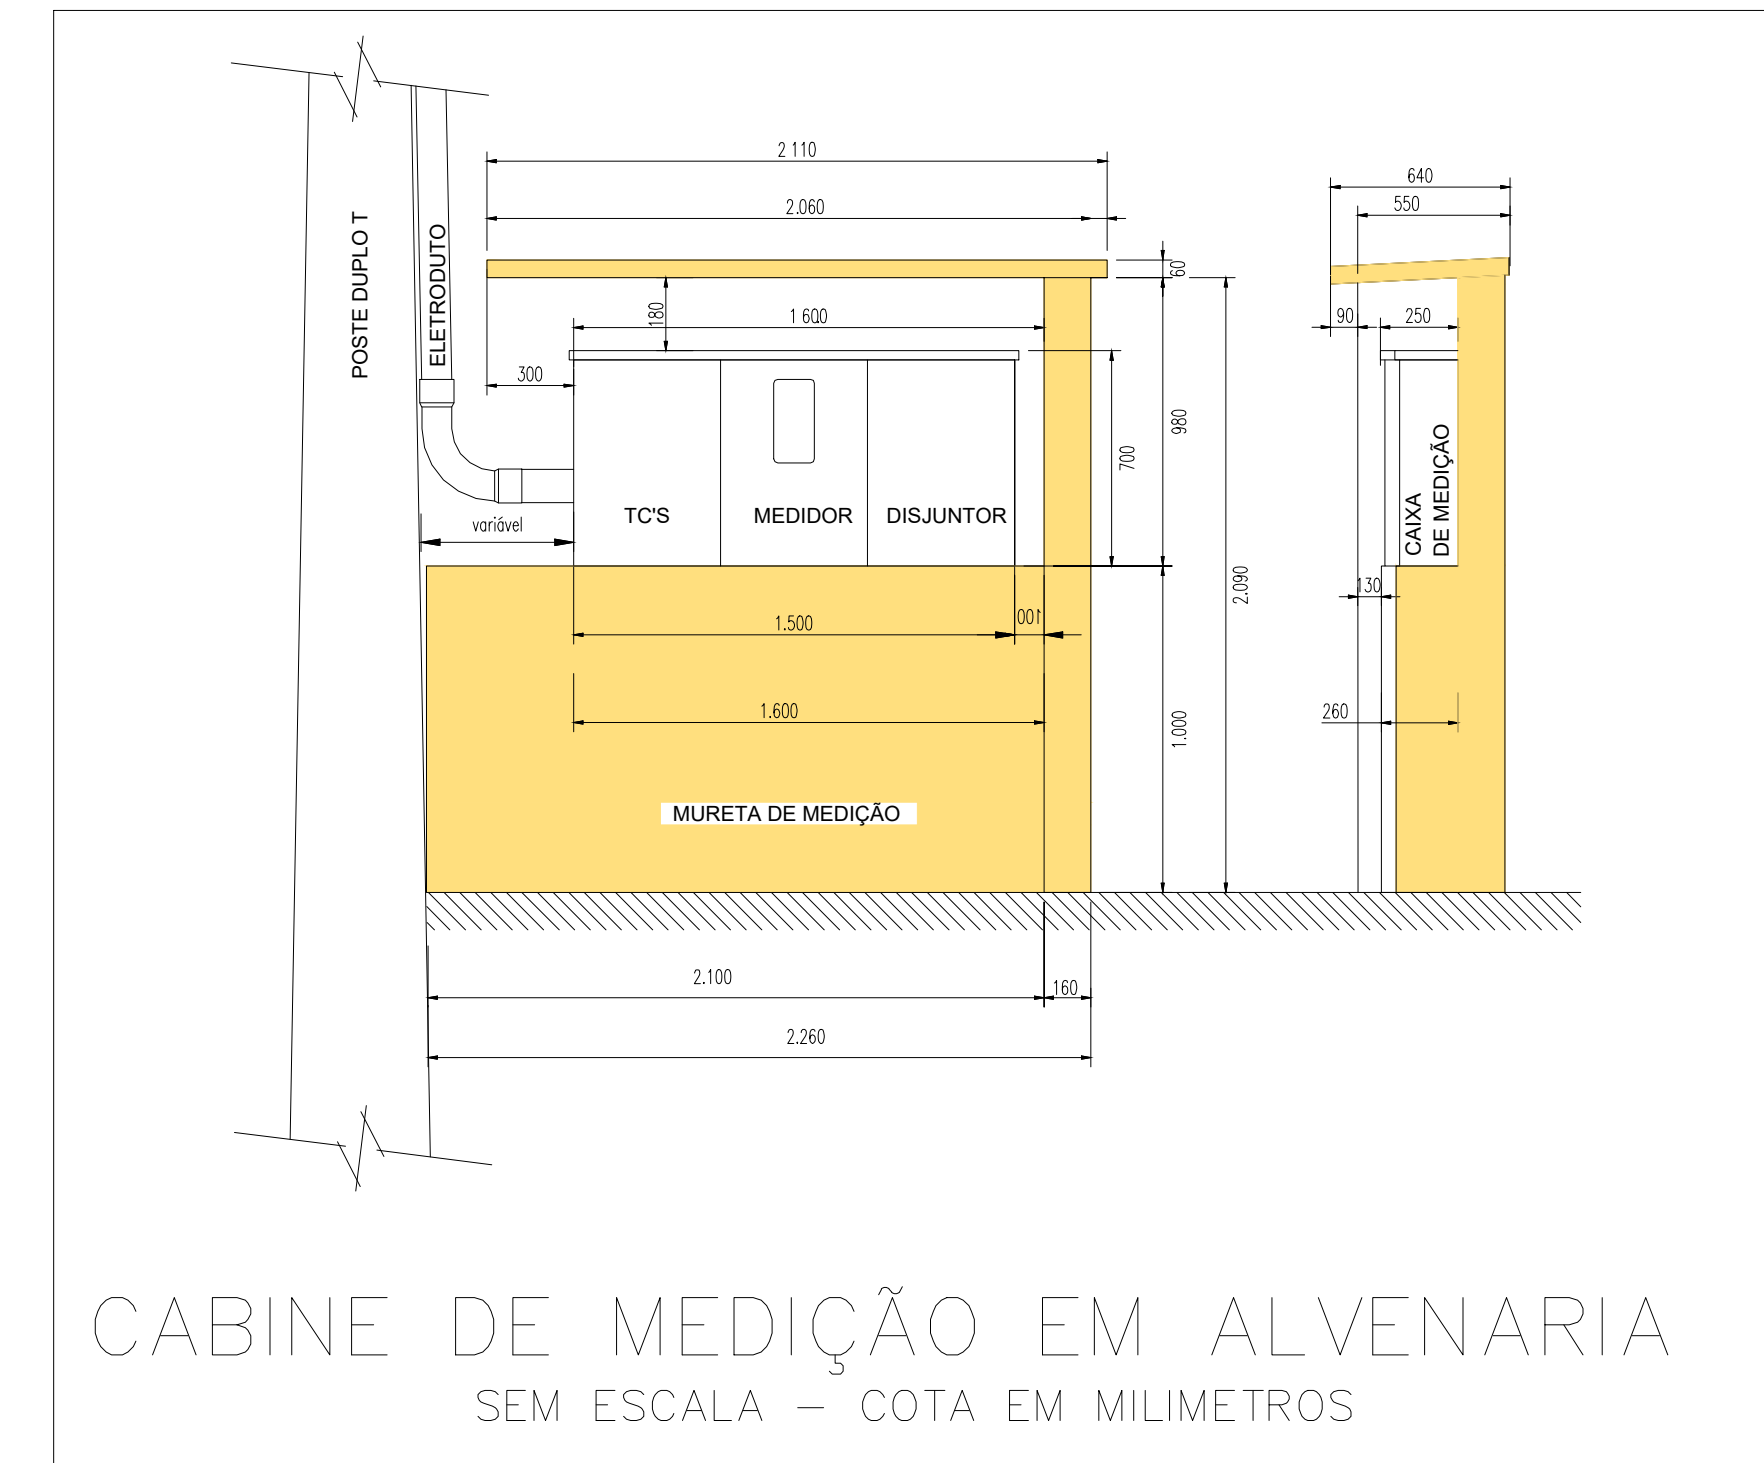 2 110
640
2.060
550
POSTE DUPLO T
ELETRODUTO
60
180
1 600
90
250
300
980
700
CAIXA
DE MEDIÇÃO
TC'S
MEDIDOR
DISJUNTOR
variável
2.090
130
1.500
100
1.600
260
1.000
MURETA DE MEDIÇÃO
2.100
160
2.260
CABINE DE MEDIÇÃO EM ALVENARIA
SEM ESCALA – COTA EM MILIMETROS